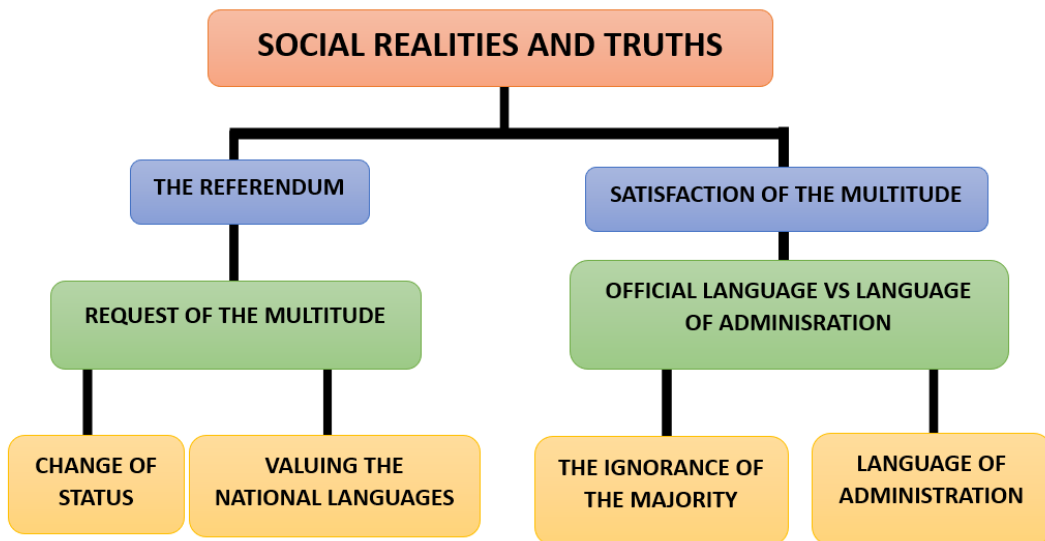 SOCIAL REALITIES AND TRUTHS
THE REFERENDUM
SATISFACTION OF THE MULTITUDE
REQUEST OF THE MULTITUDE
OFFICIAL LANGUAGE VS LANGUAGE
OF ADMINISRATION
CHANGE OF
STATUS
VALUING THE
NATIONAL LANGUAGES
THE IGNORANCE OF
THE MAJORITY
LANGUAGE OF
ADMINISTRATION